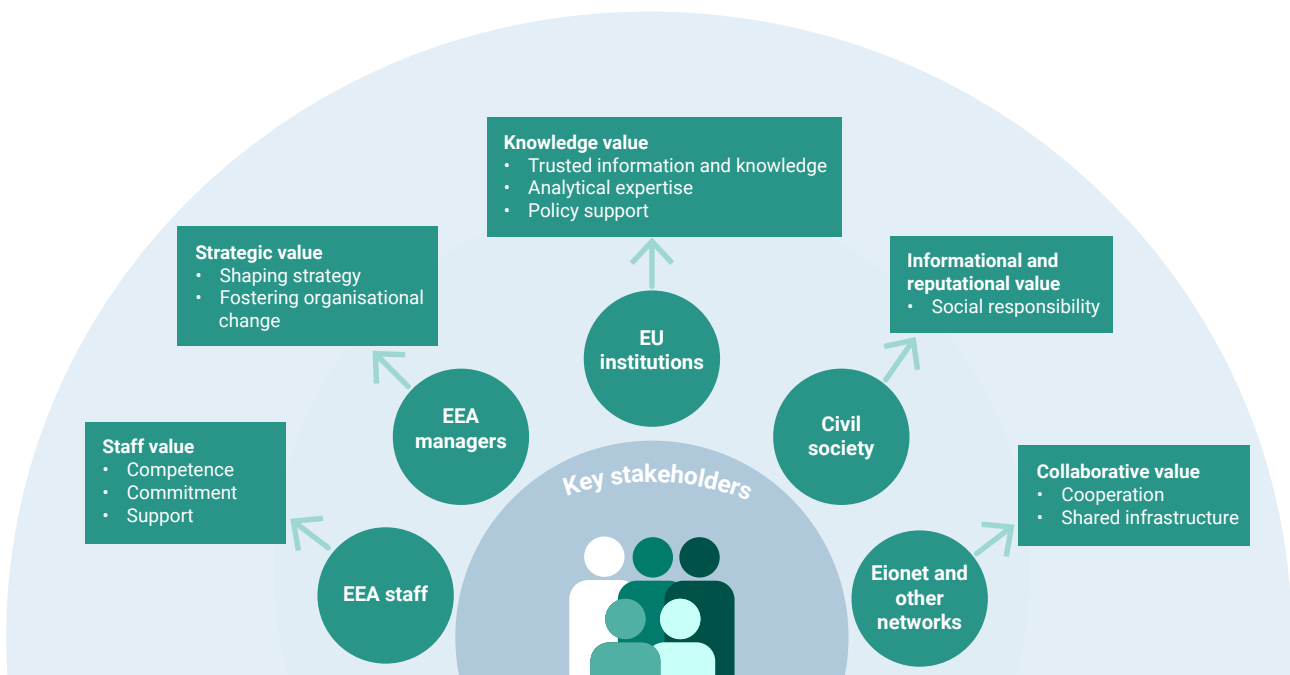 Knowledge value
• Trusted information and knowledge
• Analytical expertise
• Policy support
Strategic value
• Shaping strategy
• Fostering organisational
change
Informational and
reputational value
• Social responsibility
EU
institutions
EEA
managers
Civil
society
Staff value
• Competence
• Commitment
• Support
Key stakeholders
Collaborative value
• Cooperation
• Shared infrastructure
EEA staff
Eionet and
other
networks